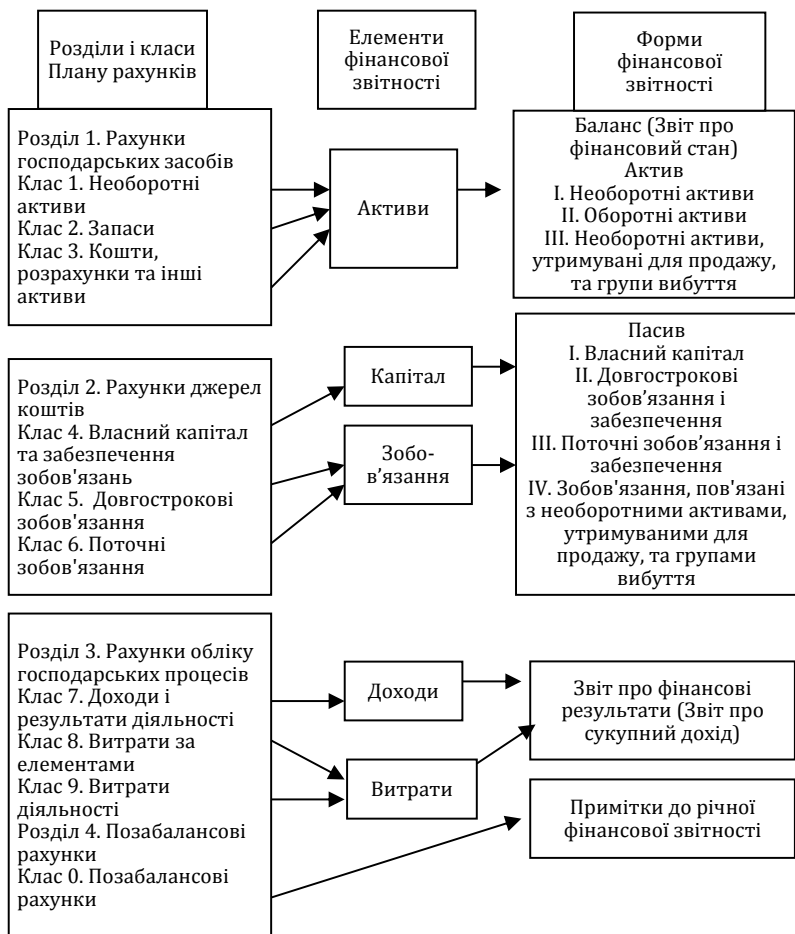 Розділи і класи
Плану рахунків
Елементи
фінансової
звітності
Форми
фінансової
звітності
Розділ 1. Рахунки
господарських засобів
Клас 1. Необоротні
активи
Клас 2. Запаси
Клас 3. Кошти,
розрахунки та інші
активи
Активи
Баланс (Звіт про
фінансовий стан)
Актив
I. Необоротні активи
II. Оборотні активи
III. Необоротні активи,
утримувані для продажу,
та групи вибуття
Розділ 2. Рахунки джерел
коштів
Клас 4. Власний капітал
та забезпечення
зобов'язань
Клас 5. Довгострокові
зобов'язання
Клас 6. Поточні
зобов'язання
Капітал
Зобо-
в'язання
Пасив
I. Власний капітал
II. Довгострокові
зобов'язання і
забезпечення
III. Поточні зобов’язання і
забезпечення
IV. Зобов'язання, пов'язані
з необоротними активами,
утримуваними для
продажу, та групами
вибуття
Розділ 3. Рахунки обліку
господарських процесів
Клас 7. Доходи і
результати діяльності
Клас 8. Витрати за
елементами
Клас 9. Витрати
діяльності
Розділ 4. Позабалансові
рахунки
Клас 0. Позабалансові
рахунки
Доходи
Витрати
Звіт про фінансові
результати (Звіт про
сукупний дохід)
Примітки до річної
фінансової звітності